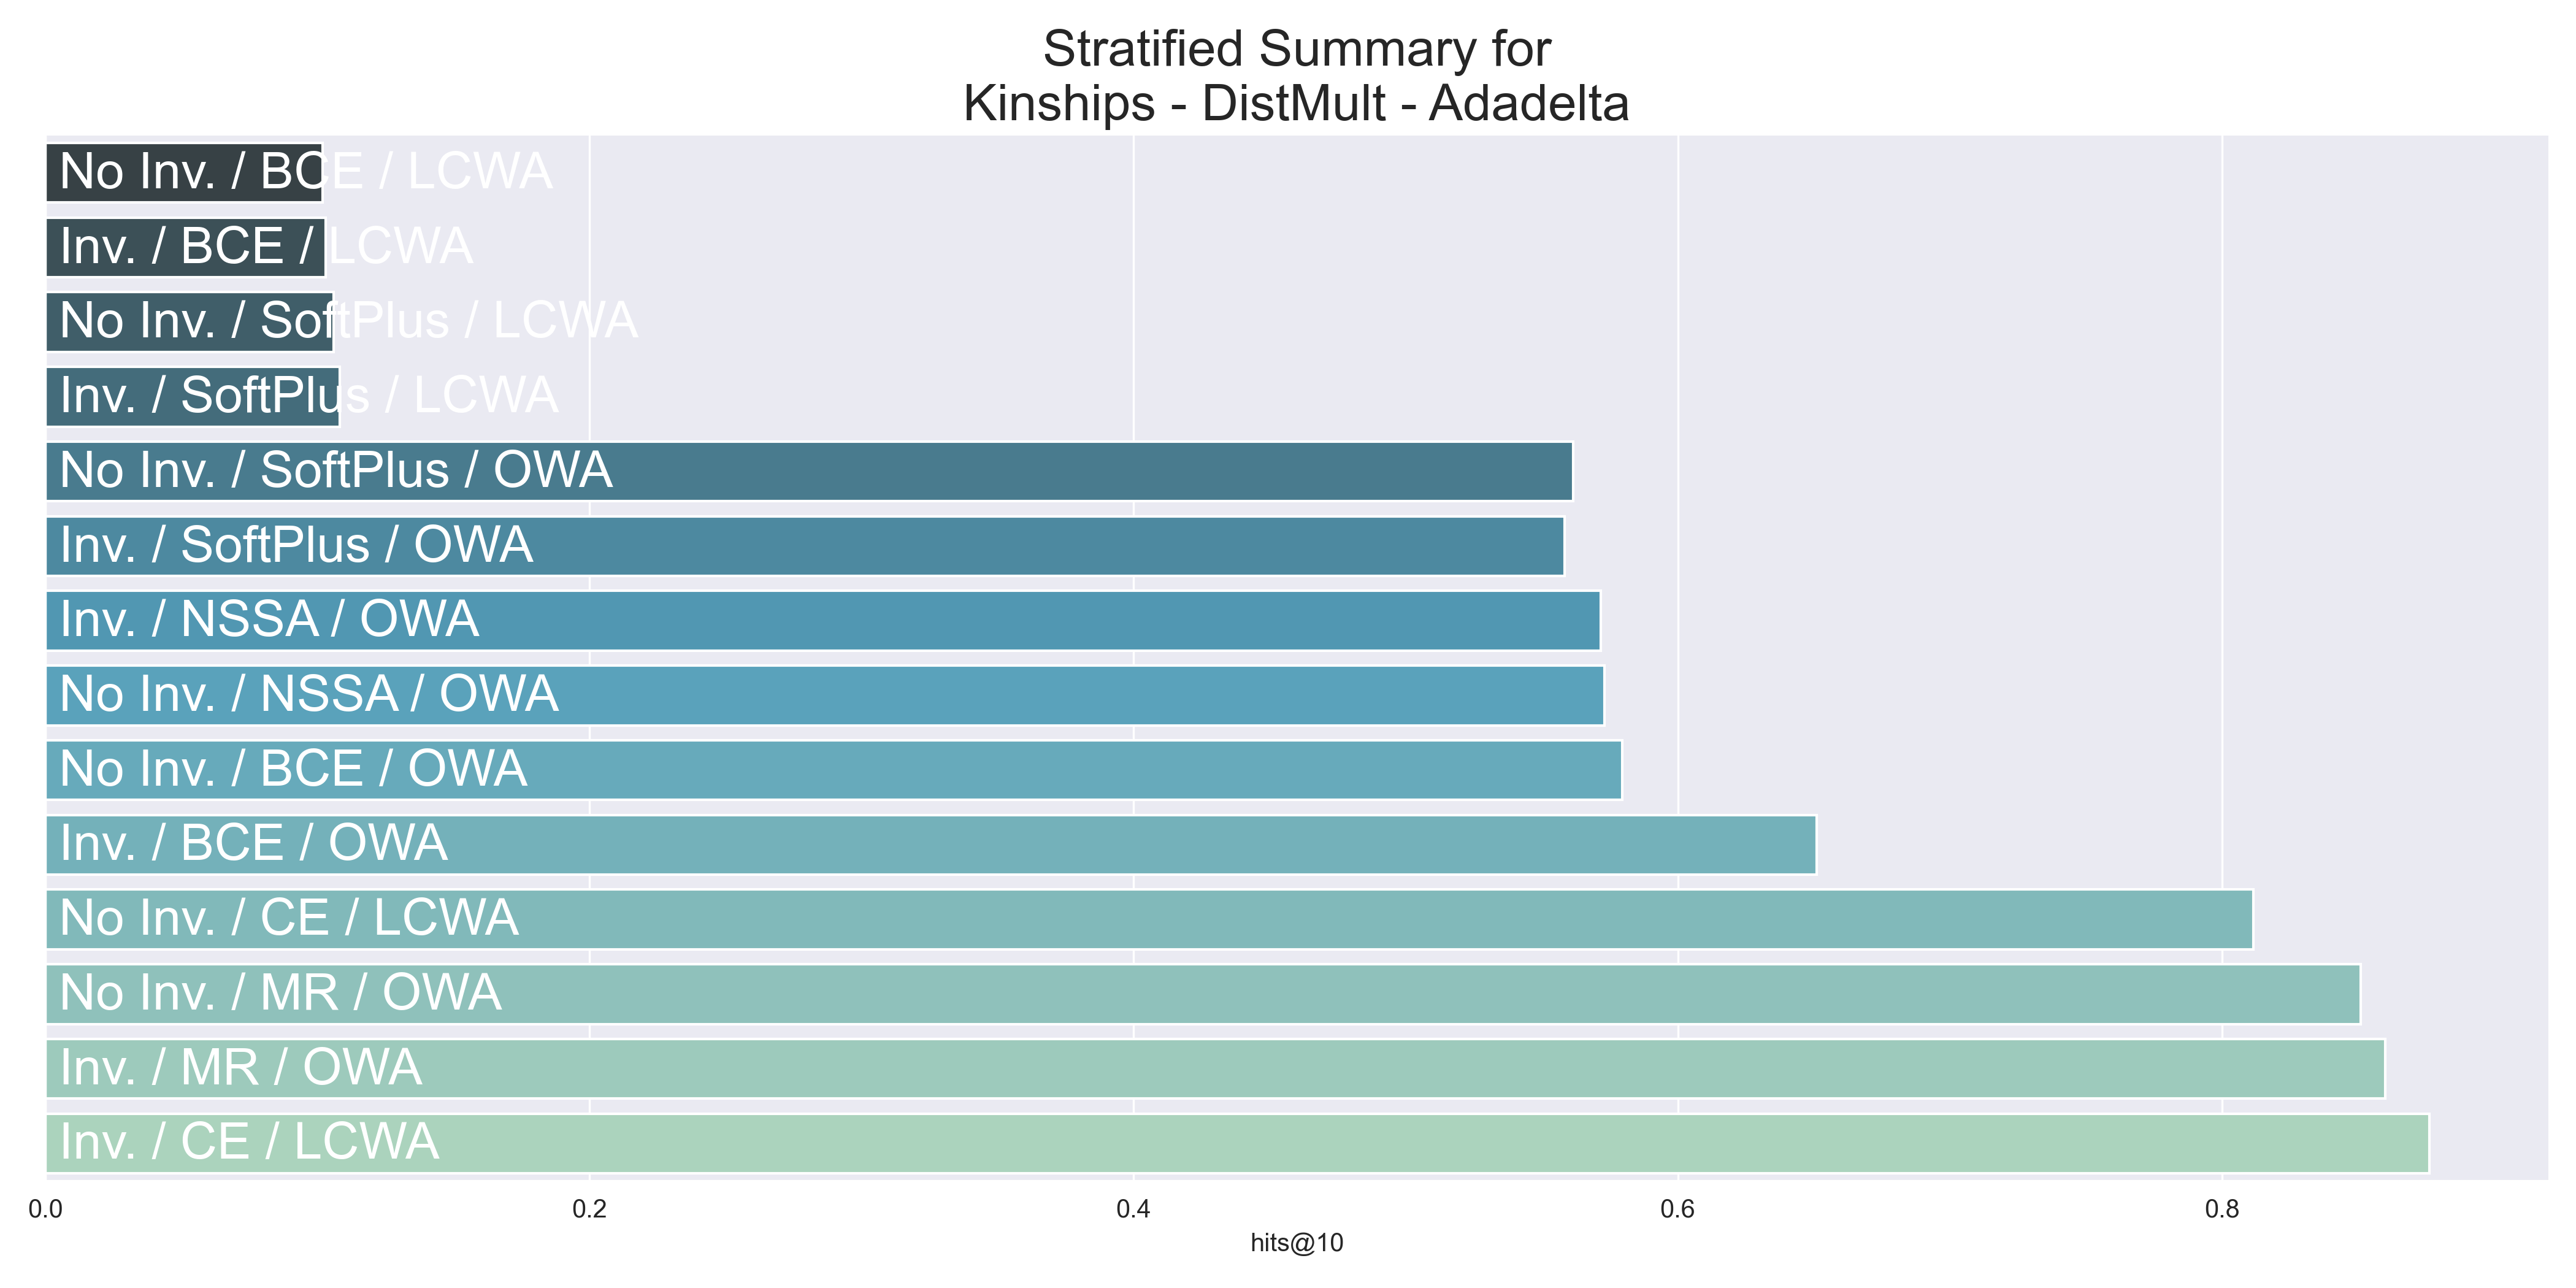 Stratified Summary for
Kinships - DistMult - Adadelta
No Inv. / BCE / LCWA
Inv. / BCE / LCWA
No Inv. / SoftPlus / LCWA
Inv. / SoftPlus / LCWA
No Inv. / SoftPlus / OWA
Inv. / SoftPlus / OWA
Inv. / NSSA / OWA
No Inv. / NSSA / OWA
No Inv. / BCE / OWA
Inv. / BCE / OWA
No Inv. / CE / LCWA
No Inv. / MR / OWA
Inv. / MR / OWA
Inv. / CE / LCWA
0.0 0.2 0.4 0.6 0.8
hits@10